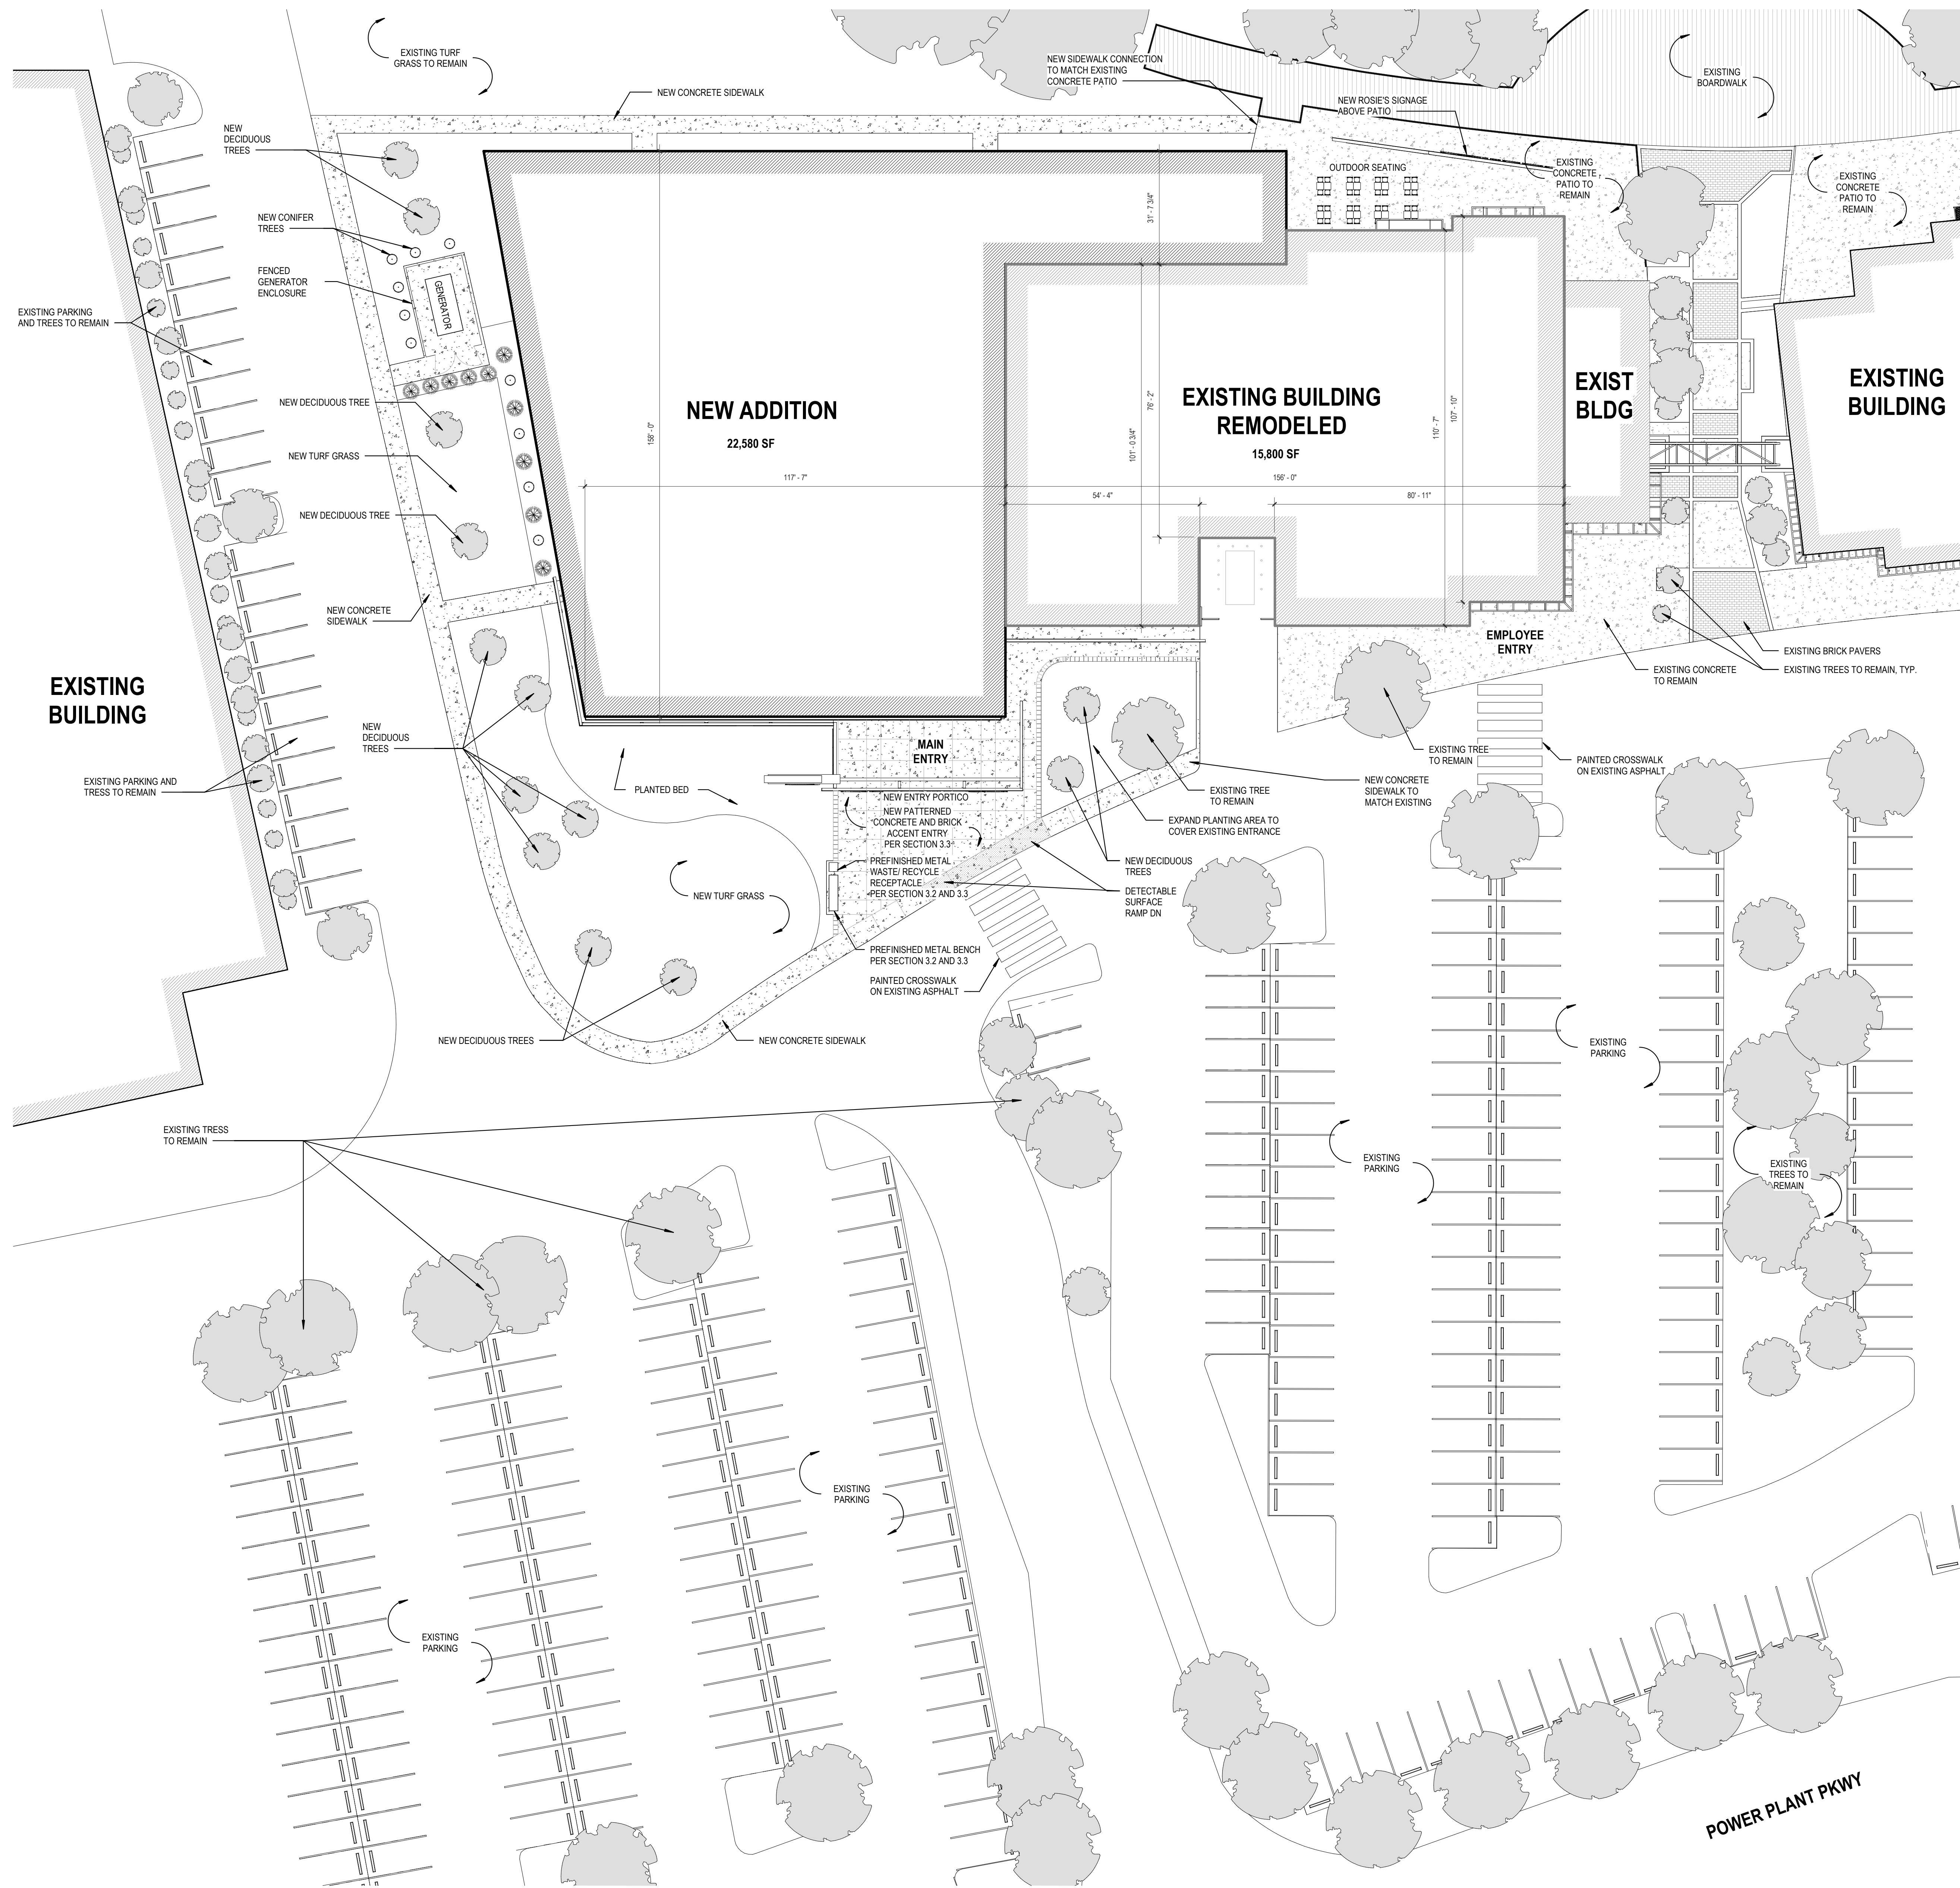 EXISTING TURF
GRASS TO REMAIN
NEW CONCRETE SIDEWALK
NEW SIDEWALK CONNECTION
TO MATCH EXISTING
CONCRETE PATIO
NEW ROSIE'S SIGNAGE
ABOVE PATIO
EXISTING
BOARDWALK
NEW
DECIDUOUS
TREES
OUTDOOR SEATING
EXISTING
CONCRETE
PATIO TO
REMAIN
EXISTING
CONCRETE
PATIO TO
REMAIN
NEW CONIFER
TREES
FENCED
GENERATOR
ENCLOSURE
GENERATOR
EXISTING PARKING
AND TREES TO REMAIN
31' - 7 3/4"
NEW DECIDUOUS TREE
NEW TURF GRASS
NEW DECIDUOUS TREE
NEW ADDITION
22,580 SF
158' - 0"
117' - 7"
EXISTING BUILDING
REMODELED
15,800 SF
76' - 2"
101' - 0 3/4"
110' - 7"
107' - 10"
156' - 0"
54' - 4"
80' - 11"
EXIST
BLDG
EXISTING
BUILDING
NEW CONCRETE
SIDEWALK
EMPLOYEE
ENTRY
EXISTING BRICK PAVERS
EXISTING CONCRETE
TO REMAIN
EXISTING TREES TO REMAIN, TYP.
EXISTING
BUILDING
NEW
DECIDUOUS
TREES
EXISTING PARKING AND
TRESS TO REMAIN
PLANTED BED
MAIN
ENTRY
NEW ENTRY PORTICO
NEW PATTERNED
CONCRETE AND BRICK
ACCENT ENTRY
PER SECTION 3.3
PREFINISHED METAL
WASTE/ RECYCLE
RECEPTACLE
PER SECTION 3.2 AND 3.3
NEW TURF GRASS
PREFINISHED METAL BENCH
PER SECTION 3.2 AND 3.3
PAINTED CROSSWALK
ON EXISTING ASPHALT
EXISTING TREE
TO REMAIN
PAINTED CROSSWALK
ON EXISTING ASPHALT
NEW CONCRETE
SIDEWALK TO
MATCH EXISTING
EXISTING TREE
TO REMAIN
EXPAND PLANTING AREA TO
COVER EXISTING ENTRANCE
NEW DECIDUOUS
TREES
DETECTABLE
SURFACE
RAMP DN
NEW DECIDUOUS TREES
NEW CONCRETE SIDEWALK
EXISTING
PARKING
EXISTING TRESS
TO REMAIN
EXISTING
PARKING
EXISTING
TREES TO
REMAIN
EXISTING
PARKING
EXISTING
PARKING
POWER PLANT PKWY